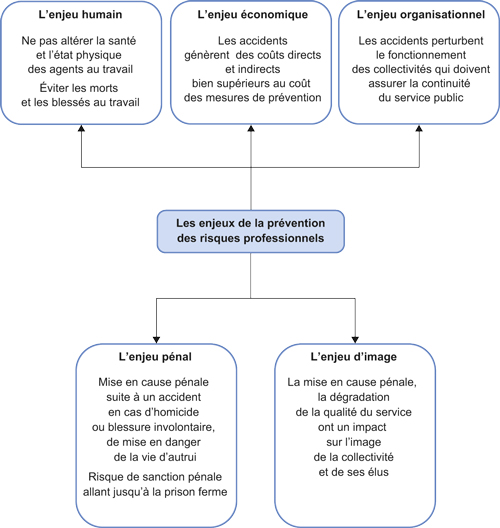 L'enjeu humain
Ne pas altérer la santé
et l'état physique
des agents au travail
Éviter les morts
et les blessés au travail
L'enjeu économique
Les accidents
génèrent des coûts directs
et indirects
bien supérieurs au coût
des mesures de prévention
L'enjeu organisationnel
Les accidents perturbent
le fonctionnement
des collectivités qui doivent
assurer la continuité
du service public
Les enjeux de la prévention
des risques professionnels
L'enjeu pénal
Mise en cause pénale
suite à un accident
en cas d'homicide
ou blessure involontaire,
de mise en danger
de la vie d'autrui
Risque de sanction pénale
allant jusqu'à la prison ferme
L'enjeu d'image
La mise en cause pénale,
la dégradation
de la qualité du service
ont un impact
sur l'image
de la collectivité
et de ses élus